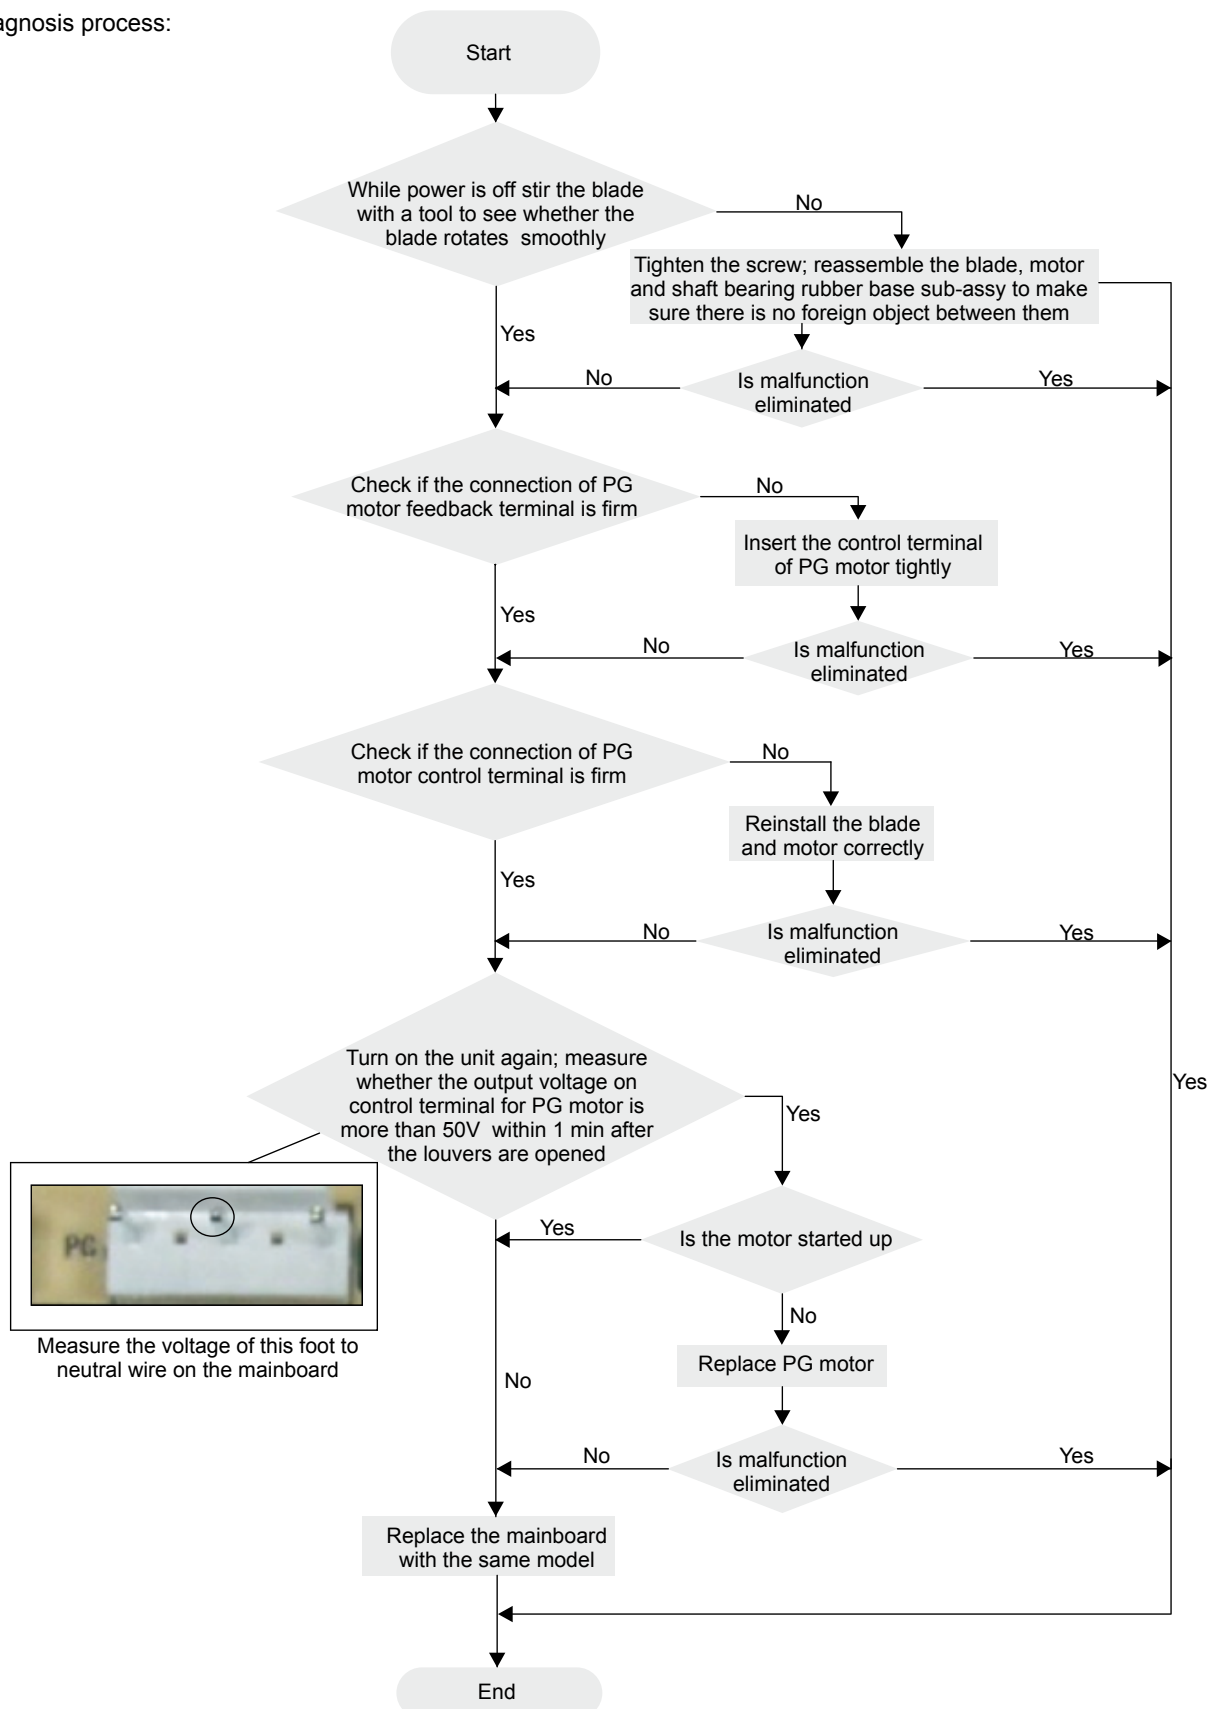 agnosis process:
Start
While power is off stir the blade
with a tool to see whether the
blade rotates smoothly
No
Tighten the screw; reassemble the blade, motor
and shaft bearing rubber base sub-assy to make
sure there is no foreign object between them
Yes
No
Is malfunction
eliminated
Yes
Check if the connection of PG
motor feedback terminal is firm
No
Insert the control terminal
of PG motor tightly
Yes
No
Is malfunction
eliminated
Yes
Check if the connection of PG
motor control terminal is firm
No
Reinstall the blade
and motor correctly
Yes
No
Is malfunction
eliminated
Yes
Turn on the unit again; measure
whether the output voltage on
control terminal for PG motor is
more than 50V within 1 min after
the louvers are opened
Yes
Yes
PG
Yes
Is the motor started up
No
Measure the voltage of this foot to
neutral wire on the mainboard
Replace PG motor
No
No
Is malfunction
eliminated
Yes
Replace the mainboard
with the same model
End